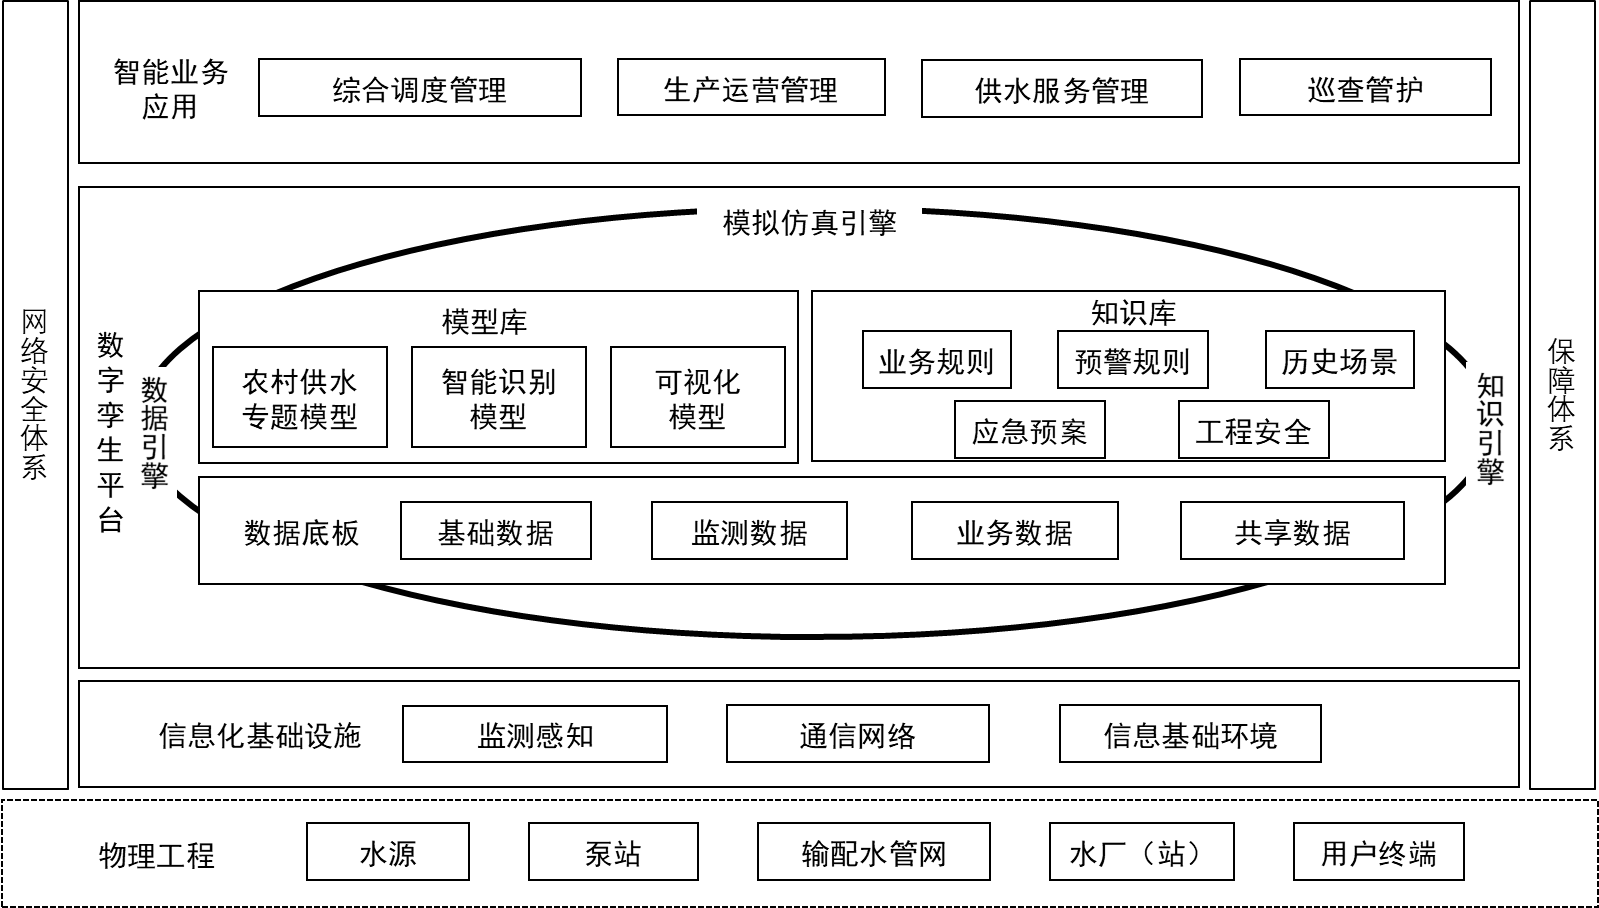 智能业务
应用
综合调度管理
生产运营管理
供水服务管理
巡查管护
网络安全体系
保障体系
数字孪生平台
模拟仿真引擎
数据引擎
知识引擎
模型库
农村供水
专题模型
智能识别
模型
可视化
模型
知识库
业务规则
预警规则
历史场景
应急预案
工程安全
数据底板
基础数据
监测数据
业务数据
共享数据
信息化基础设施
监测感知
通信网络
信息基础环境
物理工程
水源
泵站
输配水管网
水厂（站）
用户终端